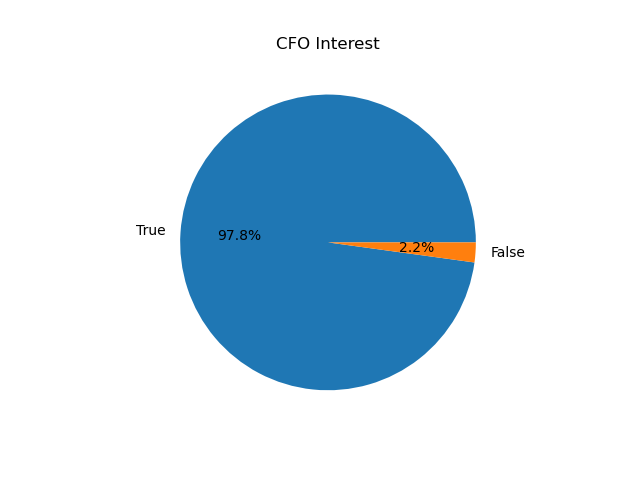 CFO Interest
True
97.8%
2.2%
False